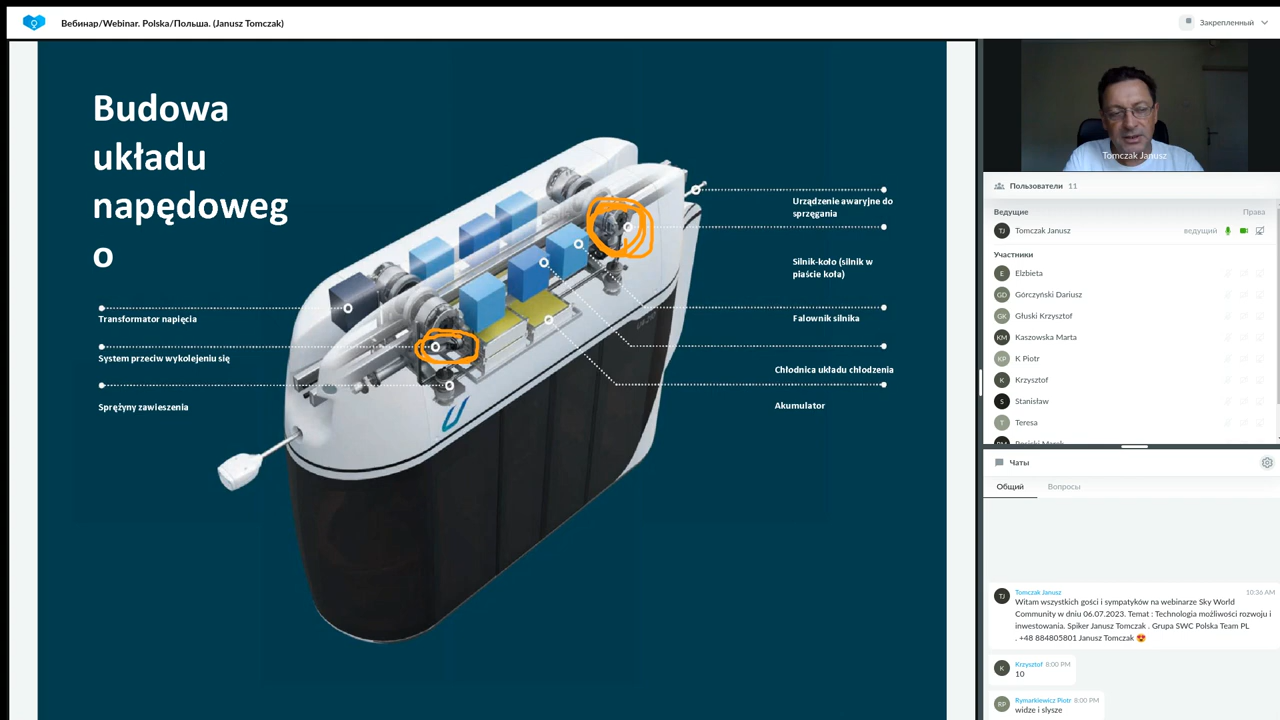 Вебинар/Webinar. Polska/Польша. (Janusz Tomczak)
Закрепленный
Budowa
układu
napędoweg
o
Transformator napięcia
System przeciw wykolejeniu się
Sprężyny zawieszenia
Urządzenie awaryjne do
sprzęgania
Silnik-koło (silnik w
piaście koła)
Falownik silnika
Chłodnica układu chłodzenia
Akumulator
Tomczak Janusz
Пользователи 11
Ведущие Права
TJ Tomczak Janusz ведущий
Участники
E Elzbieta
GD Górczyński Dariusz
GK Głuski Krzysztof
KM Kaszowska Marta
KP K Piotr
K Krzysztof
S Stanisław
T Teresa
Чаты
Общий Вопросы
TJ Tomczak Janusz 10:36 AM
Witam wszystkich gości i sympatyków na webinarze Sky World
Community w dniu 06.07.2023. Temat : Technologia możliwości rozwoju i
inwestowania. Spiker Janusz Tomczak . Grupa SWC Polska Team PL
. +48 884805801 Janusz Tomczak 😍
K Krzysztof 8:00 PM
10
RP Rymarkiewicz Piotr 8:00 PM
widze i slysze